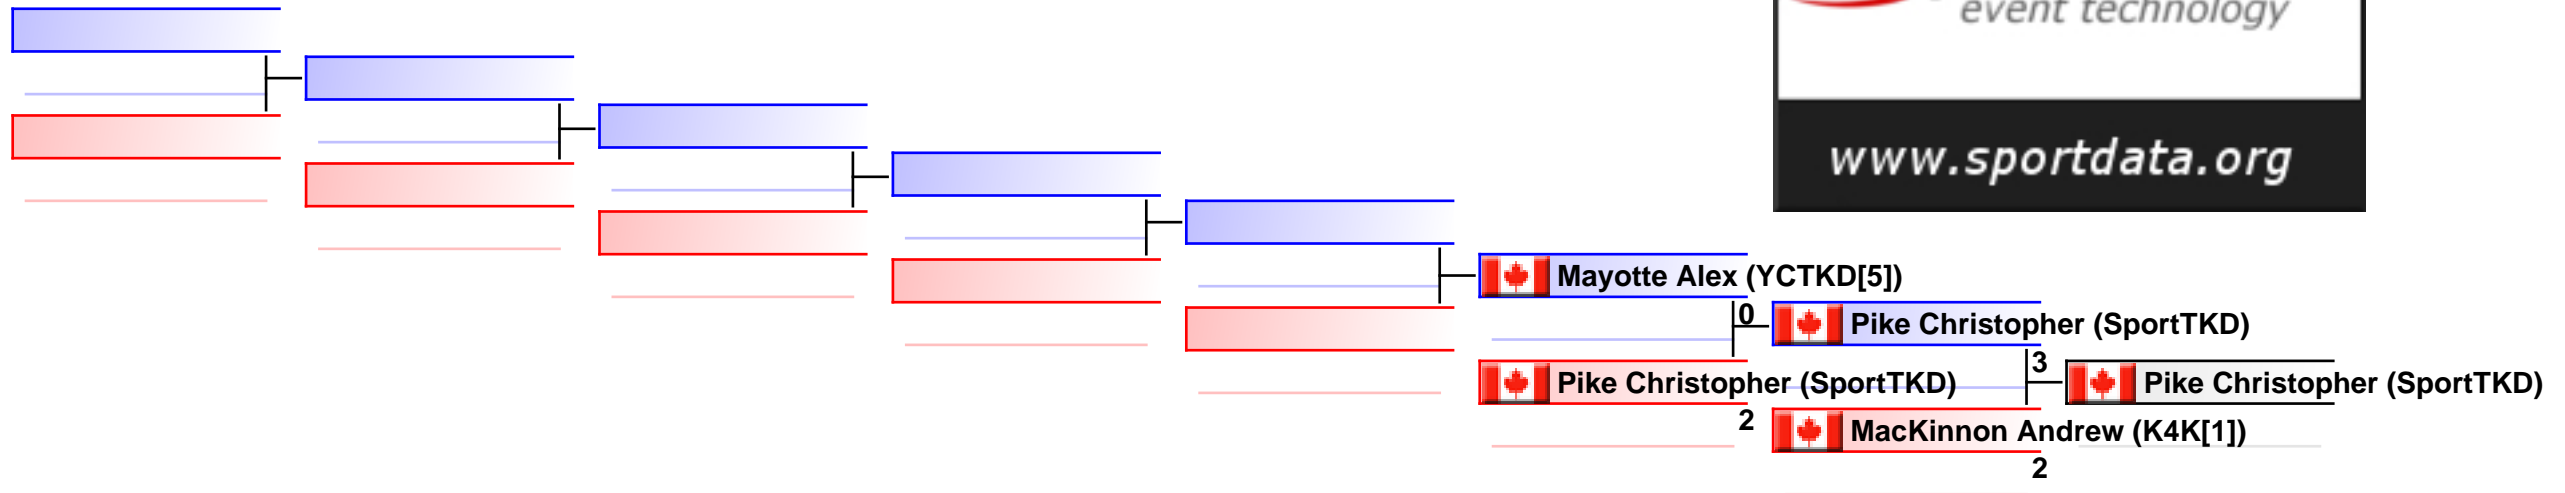 event technology
www.sportdata.org
Mayotte Alex (YCTKD[5])
0
Pike Christopher (SportTKD)
3
Pike Christopher (SportTKD)
Pike Christopher (SportTKD)
2
MacKinnon Andrew (K4K[1])
2